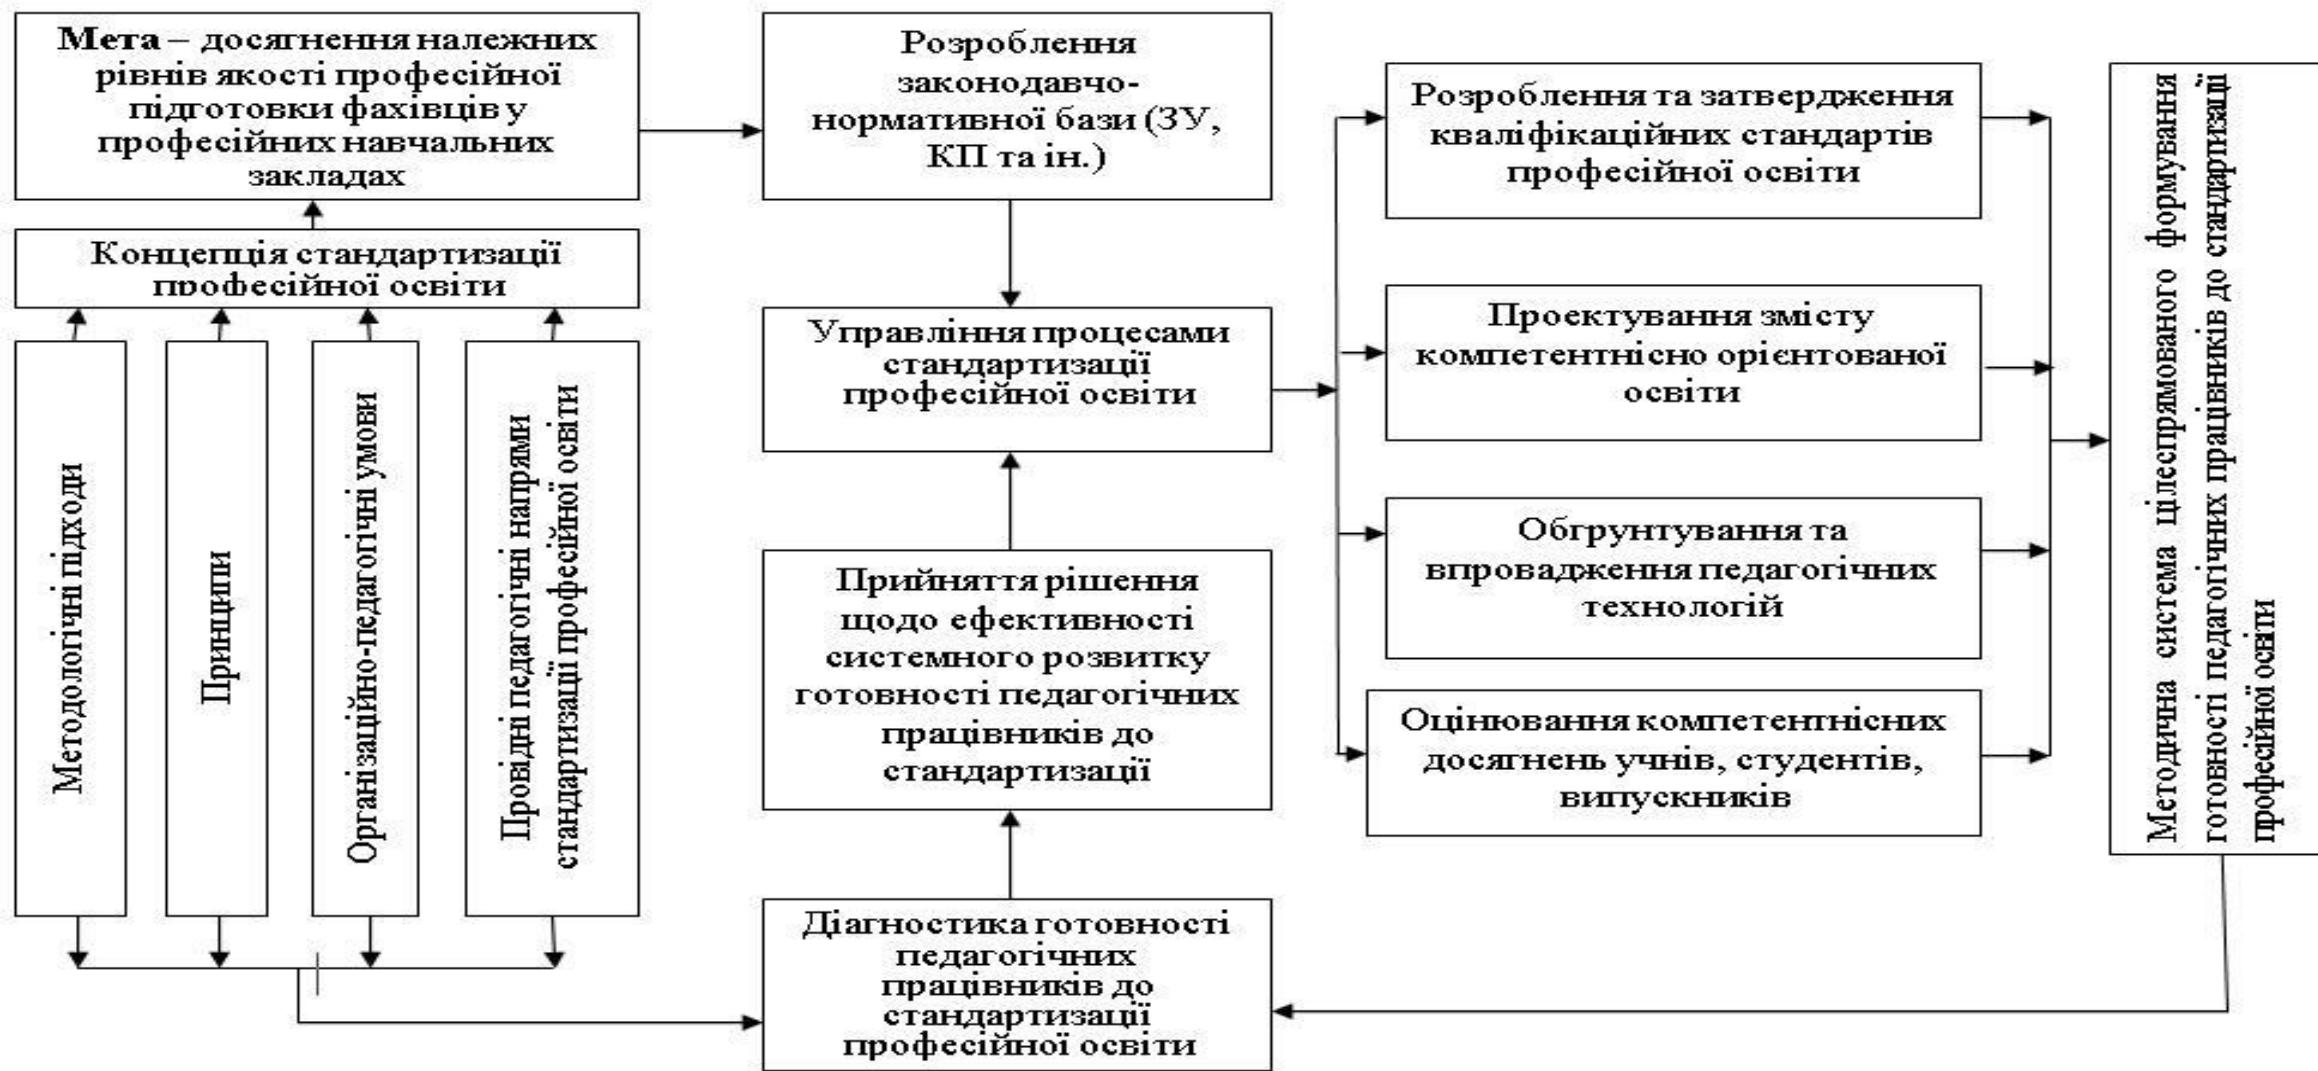 Мета – досягнення належних
рівнів якості професійної
підготовки фахівців у
професійних навчальних
закладах
Концепція стандартизації
професійної освіти
Методологічні підходи
Принципи
Організаційно-педагогічні умови
Провідні педагогічні напрями
стандартизації професійної освіти
Розроблення
законодавчо-
нормативної бази (ЗУ,
КП та ін.)
Управління процесами
стандартизації
професійної освіти
Прийняття рішення
щодо ефективності
системного розвитку
готовності педагогічних
працівників до
стандартизації
Діагностика готовності
педагогічних
працівників до
стандартизації
професійної освіти
Розроблення та затвердження
кваліфікаційних стандартів
професійної освіти
Проектування змісту
компетентнісно орієнтованої
освіти
Обгрунтування та
впровадження педагогічних
технологій
Оцінювання компетентнісних
досягнень учнів, студентів,
випускників
Методична система цілеспрямованого формування
готовності педагогічних працівників до стандартизації
професійної освіти